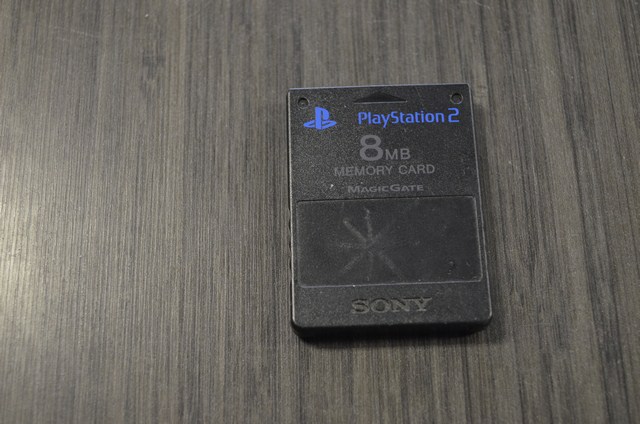 PlayStation 2
8MB
MEMORY CARD
MAGICGATE
SONY